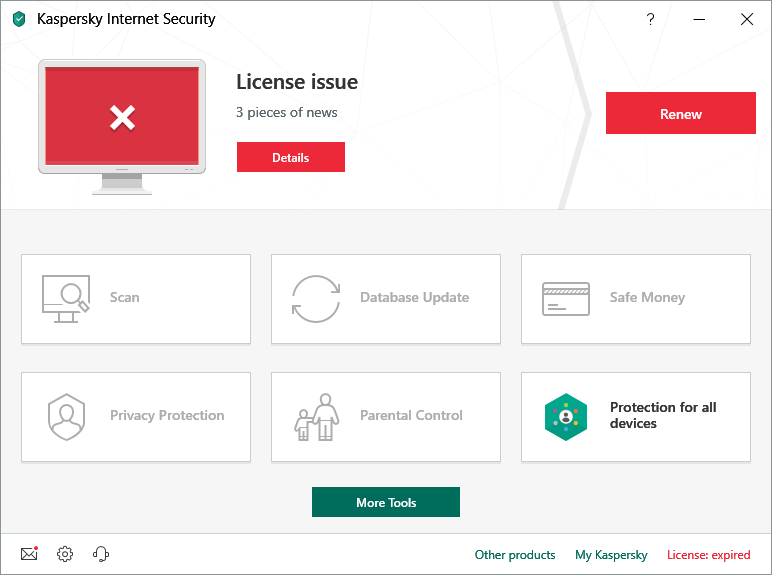 Kaspersky Internet Security
?
License issue
3 pieces of news
Renew
Details
Scan
Database Update
Safe Money
Privacy Protection
Parental Control
Protection for all
devices
More Tools
Other products
My Kaspersky
License: expired